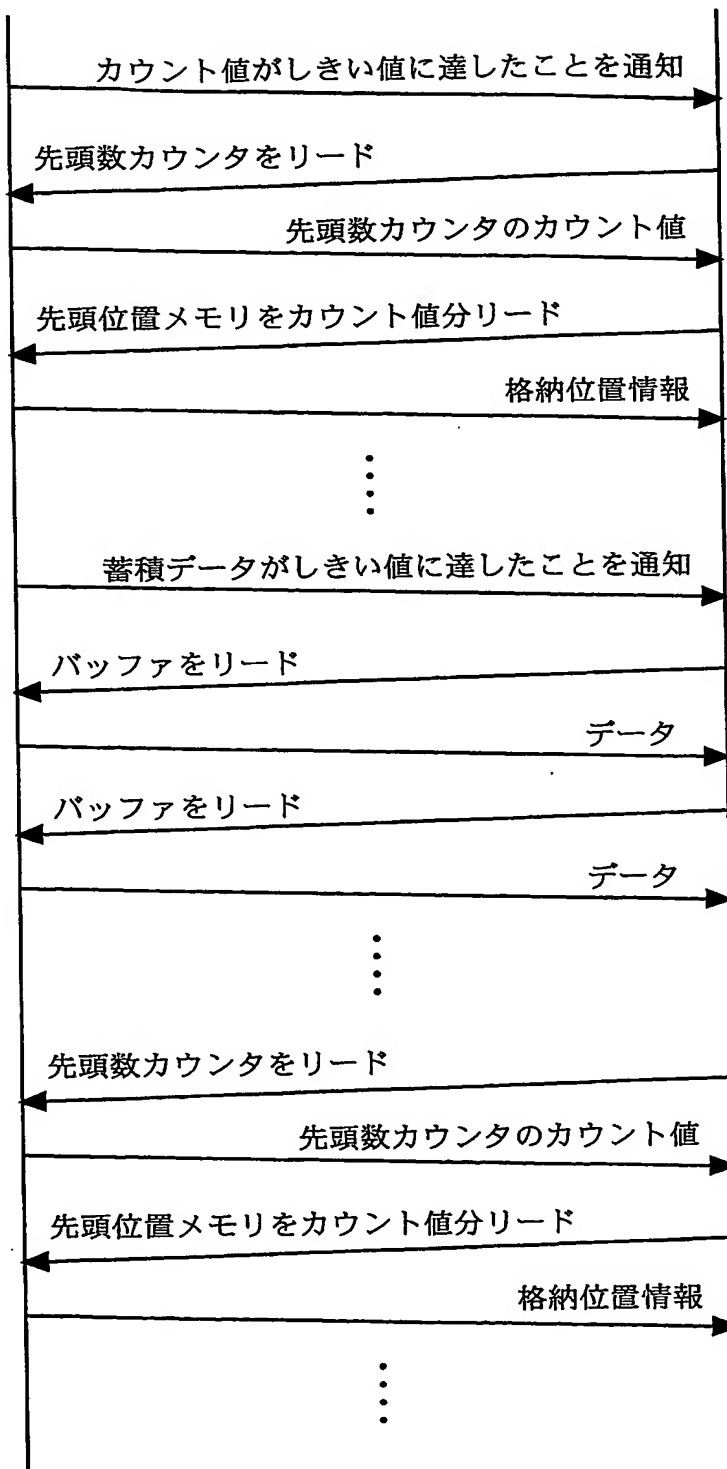 カウント値がしきい値に達したことを通知
先頭数カウンタをリード
先頭数カウンタのカウント値
先頭位置メモリをカウント値分リード
格納位置情報
蓄積データがしきい値に達したことを通知
バッファをリード
データ
バッファをリード
データ
先頭数カウンタをリード
先頭数カウンタのカウント値
先頭位置メモリをカウント値分リード
格納位置情報